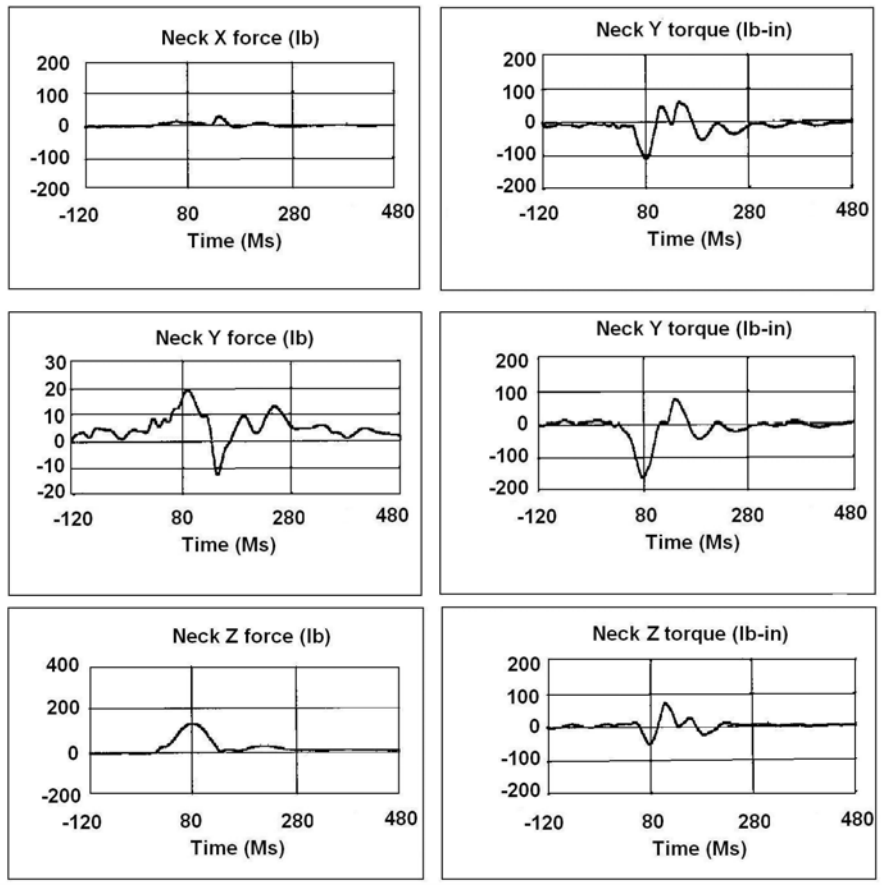 Neck X force (lb)
200
100
0
-100
-200
-120 80 280 480
Time (Ms)
Neck Y torque (lb-in)
200
100
0
-100
-200
-120 80 280 480
Time (Ms)
Neck Y force (lb)
30
20
10
0
-10
-20
-120 80 280 480
Time (Ms)
Neck Y torque (lb-in)
200
100
0
-100
-200
-120 80 280 480
Time (Ms)
Neck Z force (lb)
400
200
0
-200
-120 80 280 480
Time (Ms)
Neck Z torque (lb-in)
200
100
0
-100
-200
-120 80 280 480
Time (Ms)